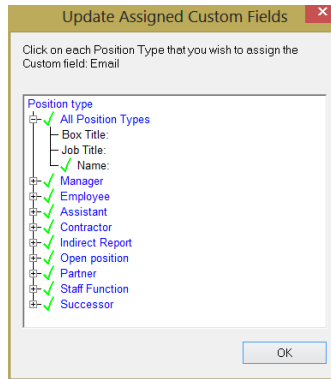 Update Assigned Custom Fields
Click on each Position Type that you wish to assign the
Custom field: Email
Position type
All Position Types
Box Title:
Job Title:
Name:
Manager
Employee
Assistant
Contractor
Indirect Report
Open position
Partner
Staff Function
Successor
OK